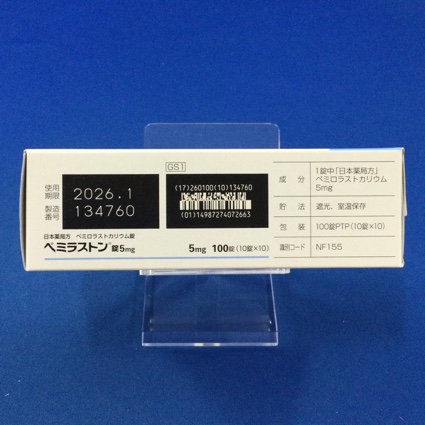 使用
期限
2026.1
製造
番号
134760
GS1
(17)260100(10)134760
(01)14987274072663
日本薬局方 ペミロラストカリウム錠
ペミラストン錠5mg
5mg 100錠(10錠×10)
成分 1錠中「日本薬局方」
ペミロラストカリウム
5mg
貯法 遮光、室温保存
包装 100錠PTP(10錠×10)
識別コード NF155